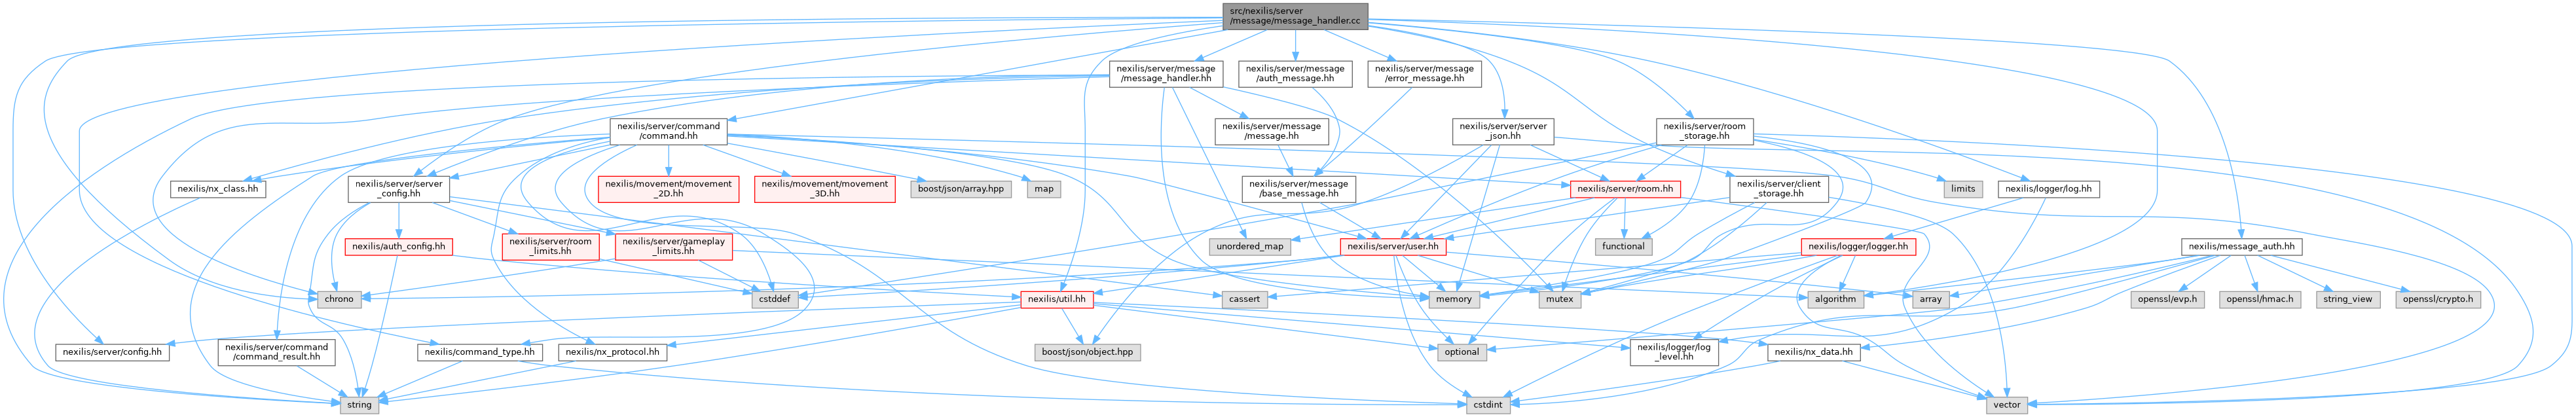 src/nexilis/server
/message/message_handler.cc
nexilis/server/message
/message_handler.hh
nexilis/server/message
/auth_message.hh
nexilis/server/message
/error_message.hh
nexilis/server/command
/command.hh
nexilis/server/message
/message.hh
nexilis/server/server
_json.hh
nexilis/server/room
_storage.hh
nexilis/nx_class.hh
nexilis/server/server
_config.hh
nexilis/movement/movement
_2D.hh
nexilis/movement/movement
_3D.hh
boost/json/array.hpp
map
nexilis/server/message
/base_message.hh
nexilis/server/room.hh
nexilis/server/client
_storage.hh
limits
nexilis/logger/log.hh
nexilis/auth_config.hh
nexilis/server/room
_limits.hh
nexilis/server/gameplay
_limits.hh
unordered_map
nexilis/server/user.hh
functional
nexilis/logger/logger.hh
nexilis/message_auth.hh
chrono
cstddef
nexilis/util.hh
cassert
memory
mutex
algorithm
array
openssl/evp.h
openssl/hmac.h
string_view
openssl/crypto.h
nexilis/server/config.hh
nexilis/server/command
/command_result.hh
nexilis/command_type.hh
nexilis/nx_protocol.hh
boost/json/object.hpp
optional
nexilis/logger/log
_level.hh
nexilis/nx_data.hh
string
cstdint
vector